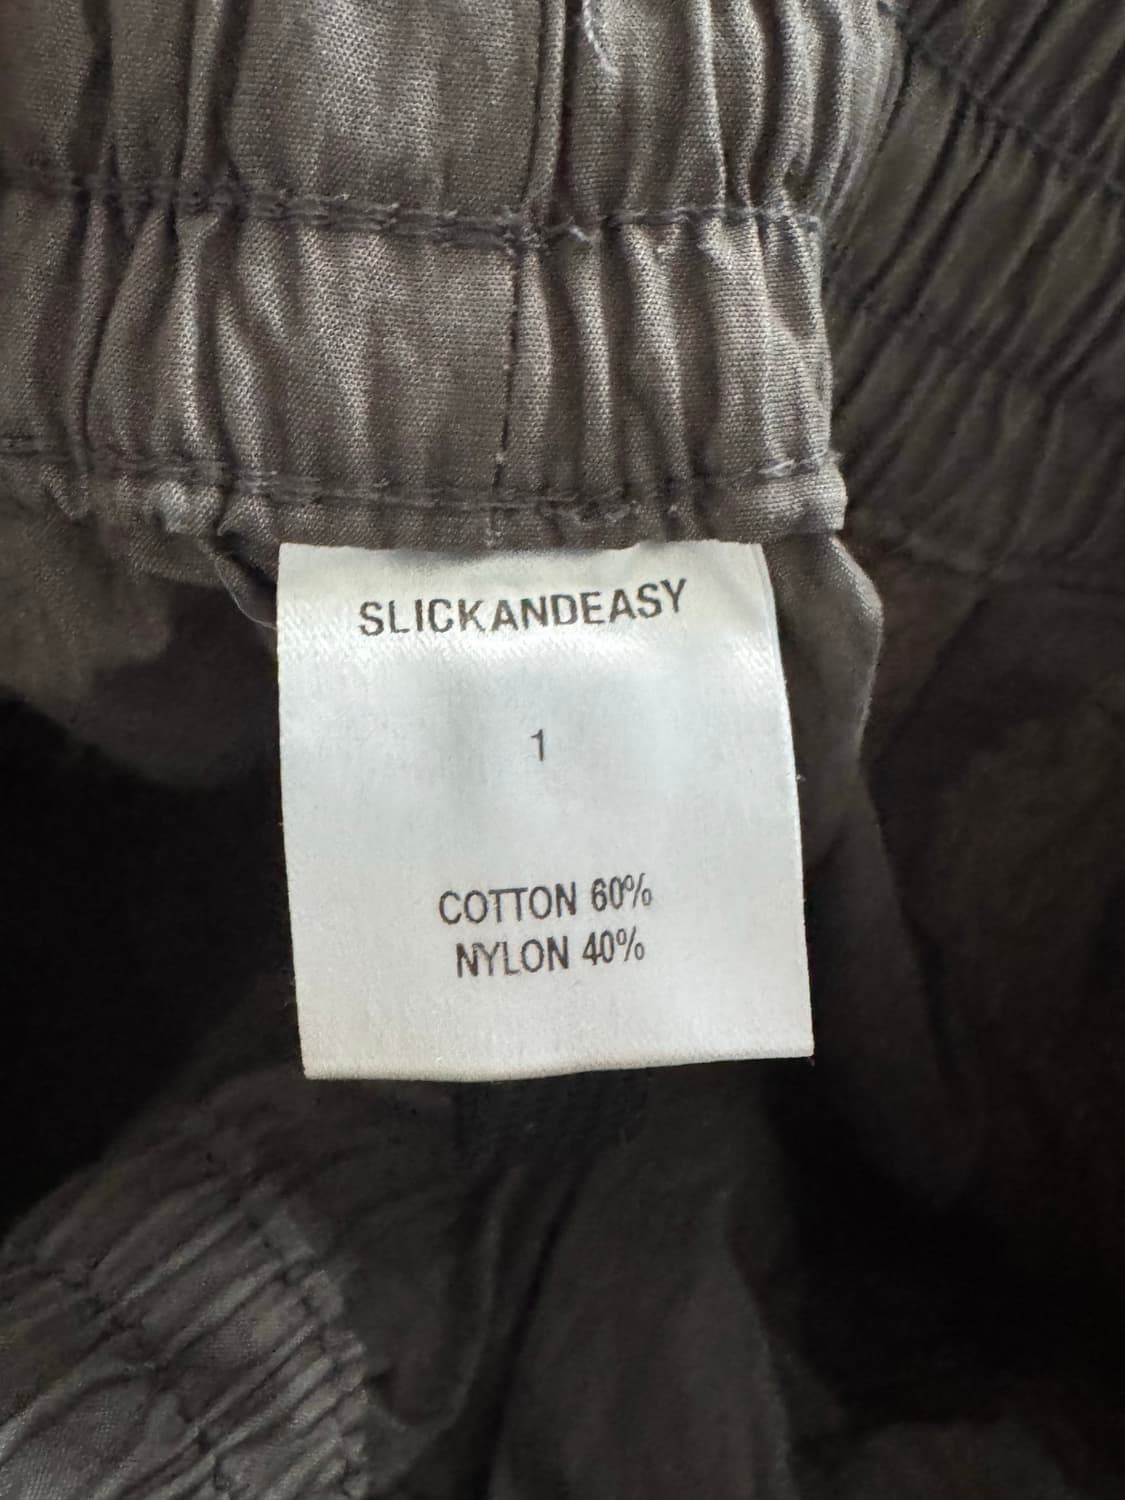 SLICKANDEASY
1
COTTON 60%
NYLON 40%